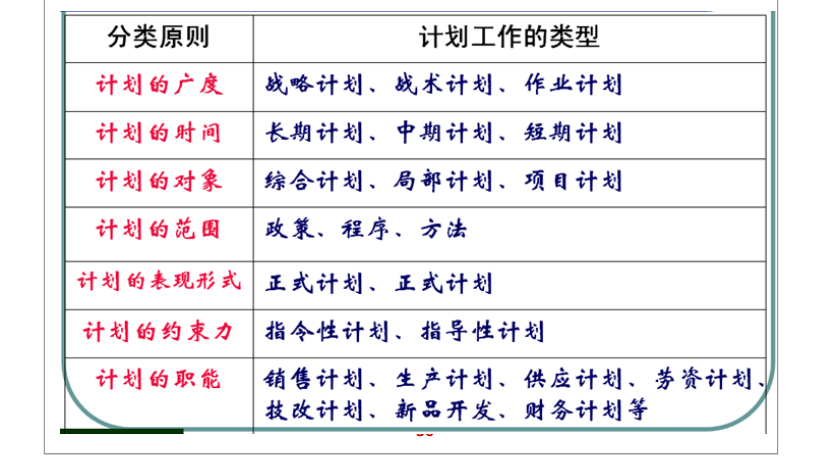 分类原则 计划工作的类型
计划的广度 战略计划、战术计划、作业计划
计划的时间 长期计划、中期计划、短期计划
计划的对象 综合计划、局部计划、项目计划
计划的范围 政策、程序、方法
计划的表现形式 正式计划、正式计划
计划的约束力 指令性计划、指导性计划
计划的职能 销售计划、生产计划、供应计划、劳资计划、
技改计划、新品开发、财务计划等